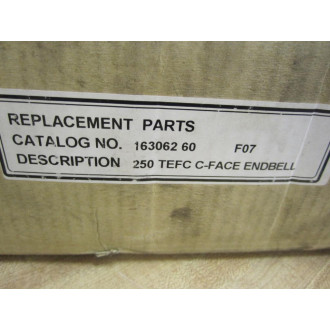 REPLACEMENT PARTS
CATALOG NO. 163062 60 F07
DESCRIPTION 250 TEFC C-FACE ENDBELL